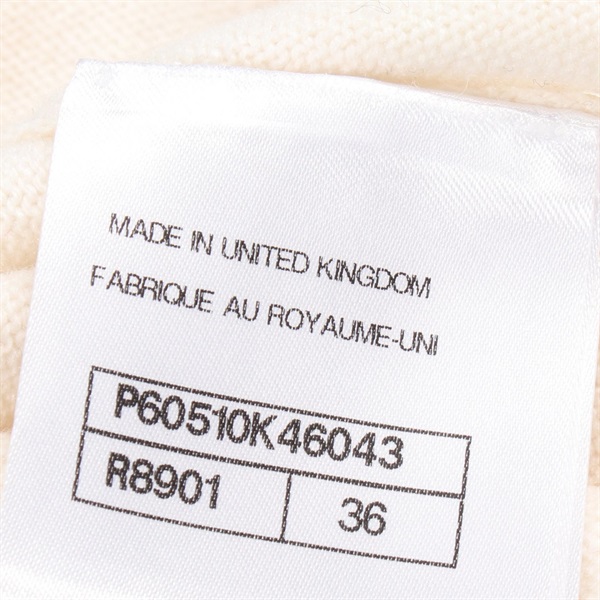 MADE IN UNITED KINGDOM
FABRIQUE AU ROYAUME-UNI
P60510K46043
R8901 36